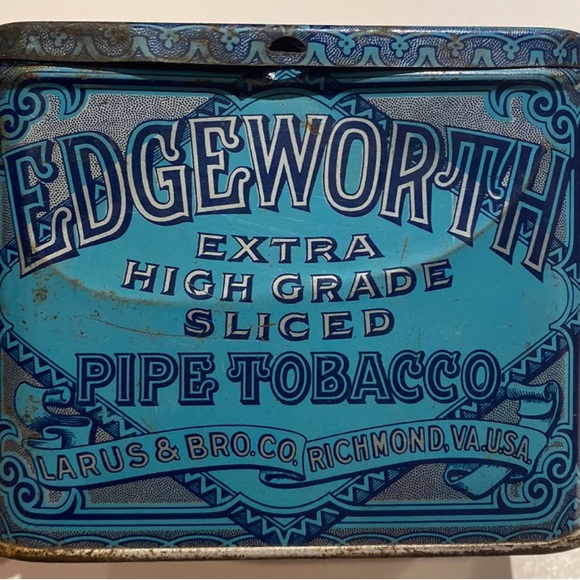 EDGEWORTH
EXTRA
HIGH GRADE
SLICED
PIPE TOBACCO
LARUS & BRO. CO. RICHMOND, VA. U.S.A.